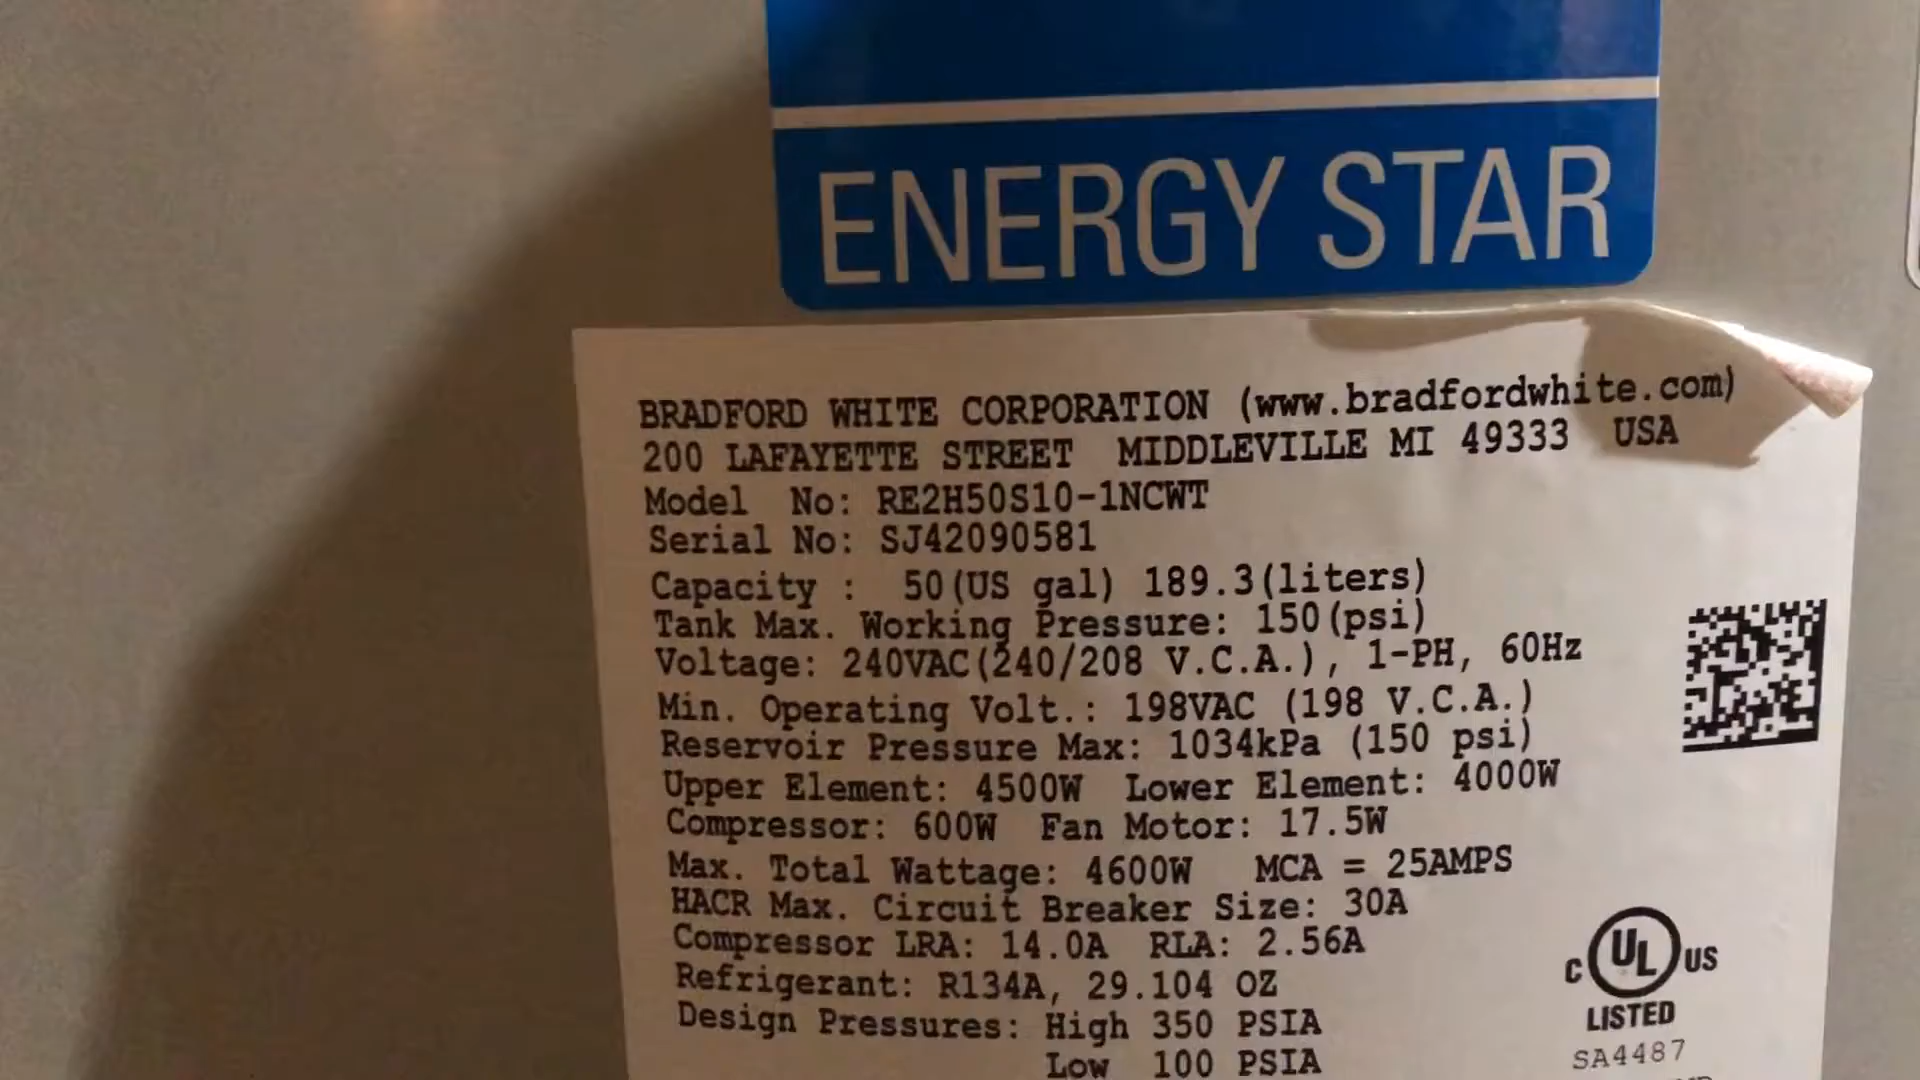 ENERGY STAR
BRADFORD WHITE CORPORATION (www.bradfordwhite.com)
200 LAFAYETTE STREET MIDDLEVILLE MI 49333 USA
Model No: RE2H50S10-1NCWT
Serial No: SJ42090581
Capacity : 50(US gal) 189.3(liters)
Tank Max. Working Pressure: 150(psi)
Voltage: 240VAC(240/208 V.C.A.), 1-PH, 60Hz
Min. Operating Volt.: 198VAC (198 V.C.A.)
Reservoir Pressure Max: 1034kPa (150 psi)
Upper Element: 4500W Lower Element: 4000W
Compressor: 600W Fan Motor: 17.5W
Max. Total Wattage: 4600W MCA = 25AMPS
HACR Max. Circuit Breaker Size: 30A
Compressor LRA: 14.0A RLA: 2.56A
Refrigerant: R134A, 29.104 OZ
Design Pressures: High 350 PSIA
Low 100 PSIA
C UL US
LISTED
SA4487